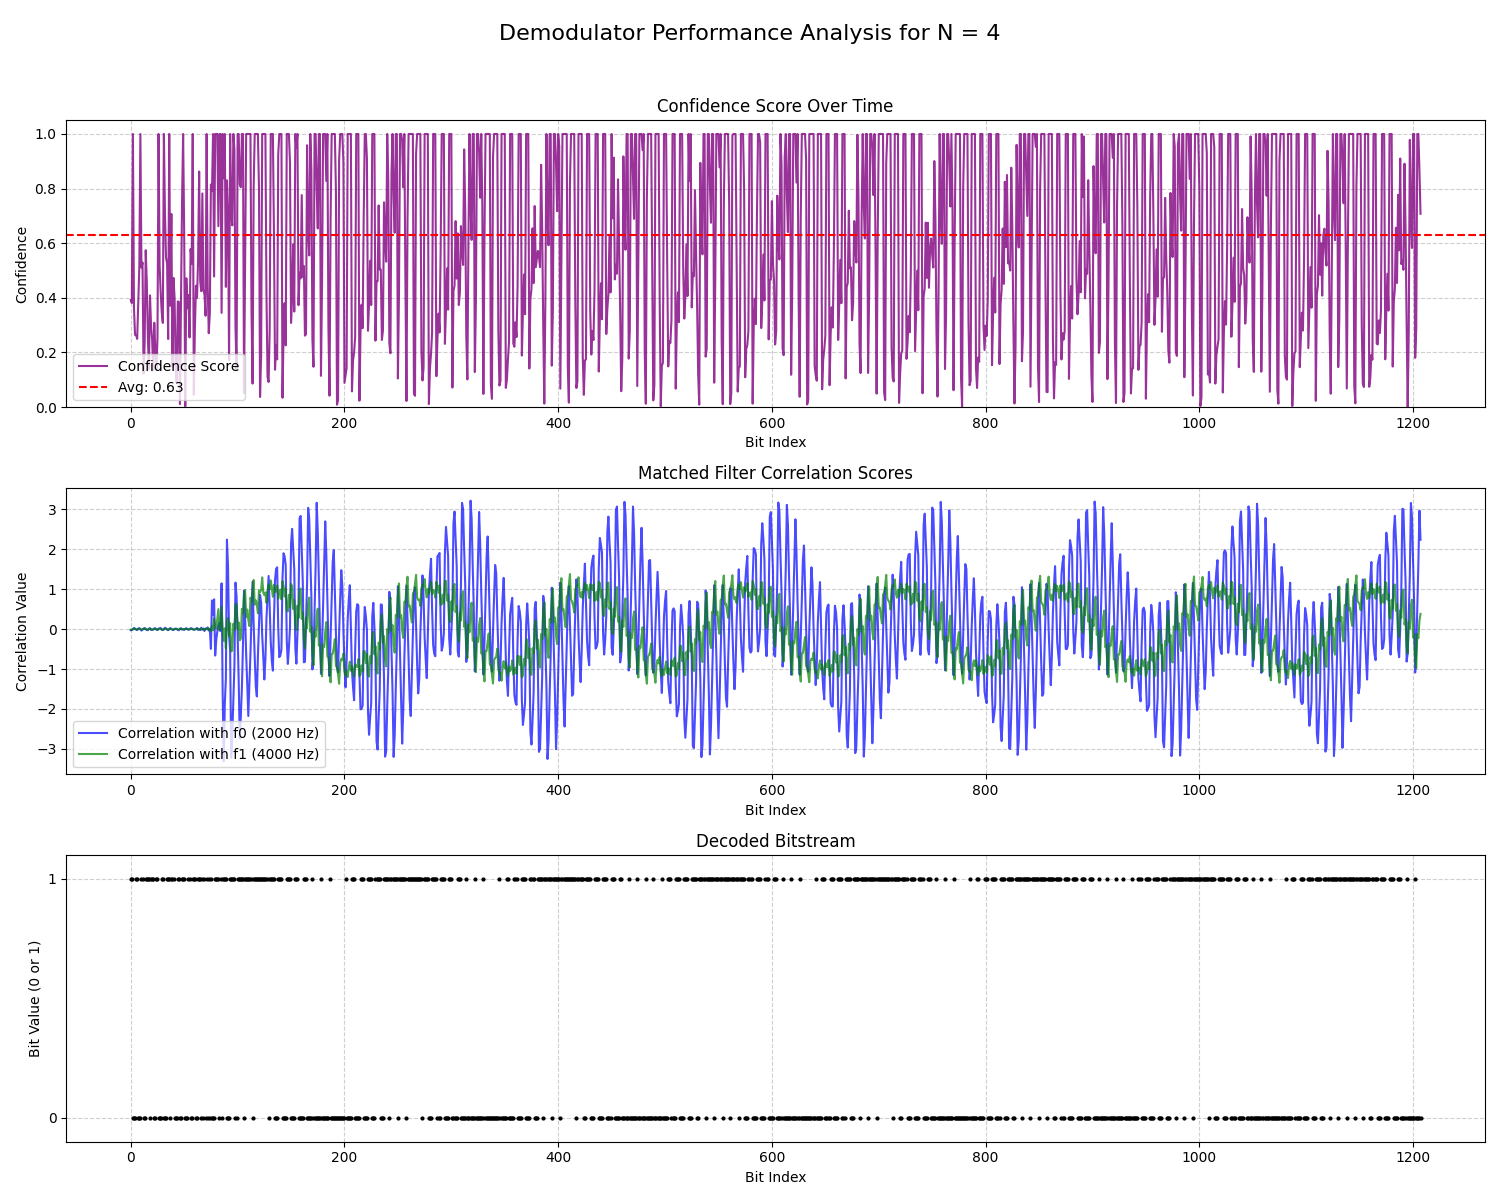 Demodulator Performance Analysis for N = 4
Confidence Score Over Time
Confidence
1.0
0.8
0.6
0.4
0.2
0.0
Confidence Score
Avg: 0.63
0 200 400 600 800 1000 1200
Bit Index
Matched Filter Correlation Scores
Correlation Value
3
2
1
0
−1
−2
−3
Correlation with f0 (2000 Hz)
Correlation with f1 (4000 Hz)
0 200 400 600 800 1000 1200
Bit Index
Decoded Bitstream
Bit Value (0 or 1)
1
0
0 200 400 600 800 1000 1200
Bit Index